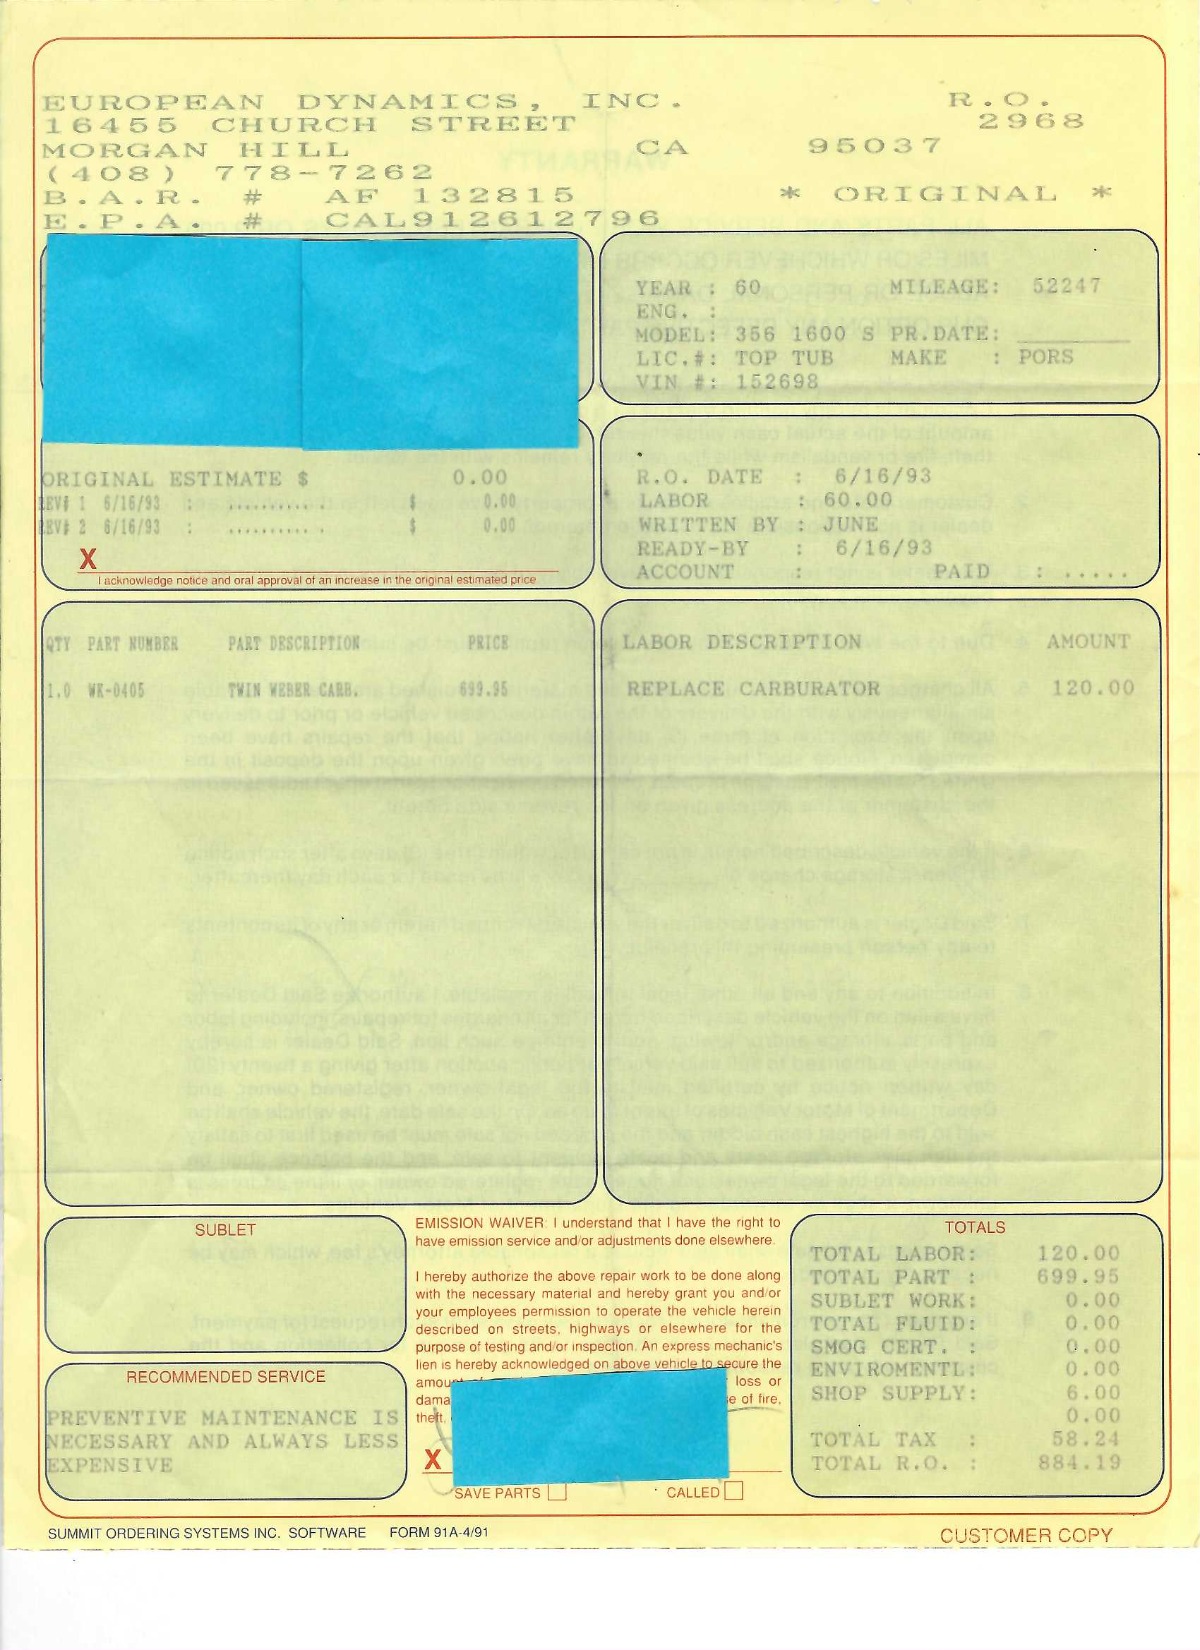 EUROPEAN DYNAMICS, INC. R.O.
16455 CHURCH STREET 2968
MORGAN HILL CA 95037
(408) 778-7262
B.A.R. # AF 132815 * ORIGINAL *
E.P.A. # CAL912612796
YEAR : 60 MILEAGE: 52247
ENG. :
MODEL: 356 1600 S PR.DATE:
LIC.#: TOP TUB MAKE : PORS
VIN #: 152698
ORIGINAL ESTIMATE $ 0.00
REV# 1 6/16/93 : .......... $ 0.00
REV# 2 6/16/93 : .......... $ 0.00
X
I acknowledge notice and oral approval of an increase in the original estimated price
R.O. DATE : 6/16/93
LABOR : 60.00
WRITTEN BY : JUNE
READY-BY : 6/16/93
ACCOUNT : PAID : .....
QTY PART NUMBER PART DESCRIPTION PRICE
1.0 WK-0405 TWIN WEBER CARB. 699.95
LABOR DESCRIPTION AMOUNT
REPLACE CARBURATOR 120.00
SUBLET
RECOMMENDED SERVICE
PREVENTIVE MAINTENANCE IS
NECESSARY AND ALWAYS LESS
EXPENSIVE
EMISSION WAIVER: I understand that I have the right to
have emission service and/or adjustments done elsewhere.
I hereby authorize the above repair work to be done along
with the necessary material and hereby grant you and/or
your employees permission to operate the vehicle herein
described on streets, highways or elsewhere for the
purpose of testing and/or inspection. An express mechanic's
lien is hereby acknowledged on above vehicle to secure the
amou loss or
dama e of fire,
theft.
X
SAVE PARTS CALLED
TOTALS
TOTAL LABOR: 120.00
TOTAL PART : 699.95
SUBLET WORK: 0.00
TOTAL FLUID: 0.00
SMOG CERT. : 0.00
ENVIROMENTL: 0.00
SHOP SUPPLY: 6.00
0.00
TOTAL TAX : 58.24
TOTAL R.O. : 884.19
SUMMIT ORDERING SYSTEMS INC. SOFTWARE FORM 91A-4/91
CUSTOMER COPY